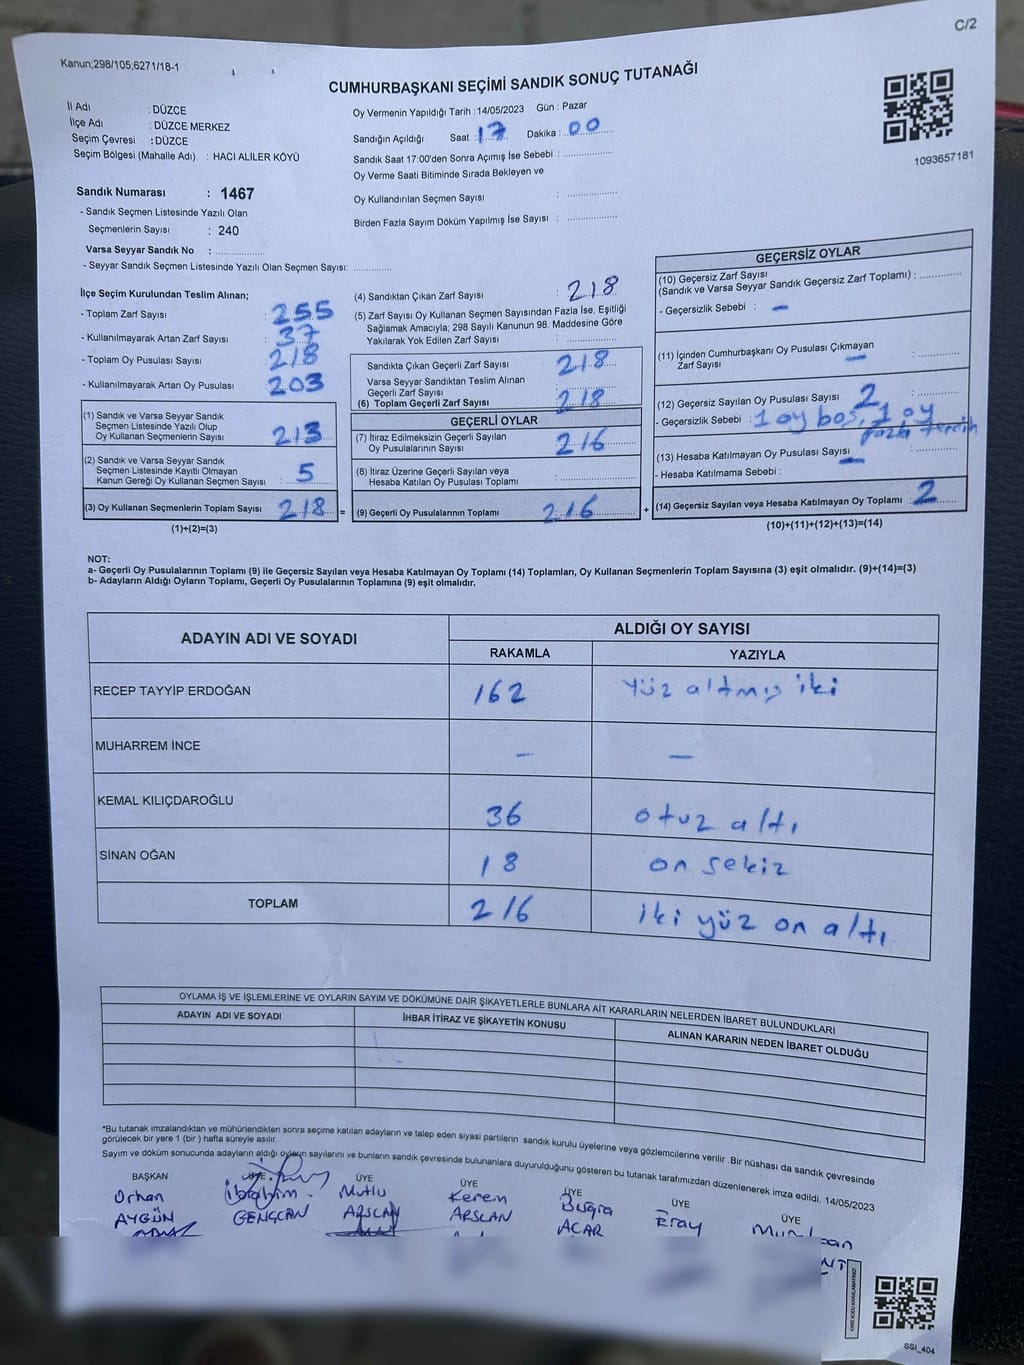 C/2
Kanun;298/105,6271/18-1
CUMHURBAŞKANI SEÇİMİ SANDIK SONUÇ TUTANAĞI
1093657181
İl Adı : DÜZCE
İlçe Adı : DÜZCE MERKEZ
Seçim Çevresi : DÜZCE
Seçim Bölgesi (Mahalle Adı) : HACI ALİLER KÖYÜ
Sandık Numarası : 1467
- Sandık Seçmen Listesinde Yazılı Olan
Seçmenlerin Sayısı : 240
Varsa Seyyar Sandık No : ................
- Seyyar Sandık Seçmen Listesinde Yazılı Olan Seçmen Sayısı: ............
Oy Vermenin Yapıldığı Tarih : 14/05/2023 Gün : Pazar
Sandığın Açıldığı Saat : 17 Dakika : 00
Sandık Saat 17:00'den Sonra Açımış İse Sebebi : ................
Oy Verme Saati Bitiminde Sırada Bekleyen ve
Oy Kullandırılan Seçmen Sayısı : ...............
Birden Fazla Sayım Döküm Yapılmış İse Sayısı : ...............
İlçe Seçim Kurulundan Teslim Alınan;
- Toplam Zarf Sayısı : 255
- Kullanılmayarak Artan Zarf Sayısı : 37
- Toplam Oy Pusulası Sayısı : 218
- Kullanılmayarak Artan Oy Pusulası : 203
(1) Sandık ve Varsa Seyyar Sandık
Seçmen Listesinde Yazılı Olup
Oy Kullanan Seçmenlerin Sayısı : 213
(2) Sandık ve Varsa Seyyar Sandık
Seçmen Listesinde Kayıtlı Olmayan
Kanun Gereği Oy Kullanan Seçmen Sayısı : 5
(3) Oy Kullanan Seçmenlerin Toplam Sayısı : 218 =
(1)+(2)=(3)
(4) Sandıktan Çıkan Zarf Sayısı : 218
(5) Zarf Sayısı Oy Kullanan Seçmen Sayısından Fazla İse, Eşitliği
Sağlamak Amacıyla; 298 Sayılı Kanunun 98. Maddesine Göre
Yakılarak Yok Edilen Zarf Sayısı : ...............
Sandıkta Çıkan Geçerli Zarf Sayısı : 218
Varsa Seyyar Sandıktan Teslim Alınan
Geçerli Zarf Sayısı
(6) Toplam Geçerli Zarf Sayısı : 218
GEÇERLİ OYLAR
(7) İtiraz Edilmeksizin Geçerli Sayılan
Oy Pusulalarının Sayısı : 216
(8) İtiraz Üzerine Geçerli Sayılan veya
Hesaba Katılan Oy Pusulası Toplamı : ...............
(9) Geçerli Oy Pusulalarının Toplamı : 216 +
GEÇERSİZ OYLAR
(10) Geçersiz Zarf Sayısı
(Sandık ve Varsa Seyyar Sandık Geçersiz Zarf Toplamı) : .............
- Geçersizlik Sebebi : —
(11) İçinden Cumhurbaşkanı Oy Pusulası Çıkmayan
Zarf Sayısı — : ............
(12) Geçersiz Sayılan Oy Pusulası Sayısı : 2
- Geçersizlik Sebebi : 1 oy boş, 1 oy
fazla tercih
(13) Hesaba Katılmayan Oy Pusulası Sayısı — : ............
- Hesaba Katılmama Sebebi :
(14) Geçersiz Sayılan veya Hesaba Katılmayan Oy Toplamı : 2
(10)+(11)+(12)+(13)=(14)
NOT:
a- Geçerli Oy Pusulalarının Toplamı (9) ile Geçersiz Sayılan veya Hesaba Katılmayan Oy Toplamı (14) Toplamları, Oy Kullanan Seçmenlerin Toplam Sayısına (3) eşit olmalıdır. (9)+(14)=(3)
b- Adayların Aldığı Oyların Toplamı, Geçerli Oy Pusulalarının Toplamına (9) eşit olmalıdır.
ADAYIN ADI VE SOYADI ALDIĞI OY SAYISI
RAKAMLA YAZIYLA
RECEP TAYYİP ERDOĞAN 162 yüz altmış iki
MUHARREM İNCE — —
KEMAL KILIÇDAROĞLU 36 otuz altı
SİNAN OĞAN 18 on sekiz
TOPLAM 216 iki yüz on altı
OYLAMA İŞ VE İŞLEMLERİNE VE OYLARIN SAYIM VE DÖKÜMÜNE DAİR ŞİKAYETLERLE BUNLARA AİT KARARLARIN NELERDEN İBARET BULUNDUKLARI
ADAYIN ADI VE SOYADI İHBAR İTİRAZ VE ŞİKAYETİN KONUSU ALINAN KARARIN NEDEN İBARET OLDUĞU
*Bu tutanak imzalandıktan ve mühürlendikten sonra seçime katılan adayların ve talep eden siyasi partilerin sandık kurulu üyelerine veya gözlemcilerine verilir .Bir nüshası da sandık çevresinde
görülecek bir yere 1 (bir ) hafta süreyle asılır.
Sayım ve döküm sonucunda adayların aldığı oyların sayılarını ve bunların sandık çevresinde bulunanlara duyurulduğunu gösteren bu tutanak tarafımızdan düzenlenerek imza edildi. 14/05/2023
BAŞKAN ÜYE ÜYE ÜYE ÜYE ÜYE ÜYE
Orhan İbrahim Mutlu Kerem Buğra Eray
AYGÜN GENÇCAN ARSLAN ARSLAN ACAR
SSI_404